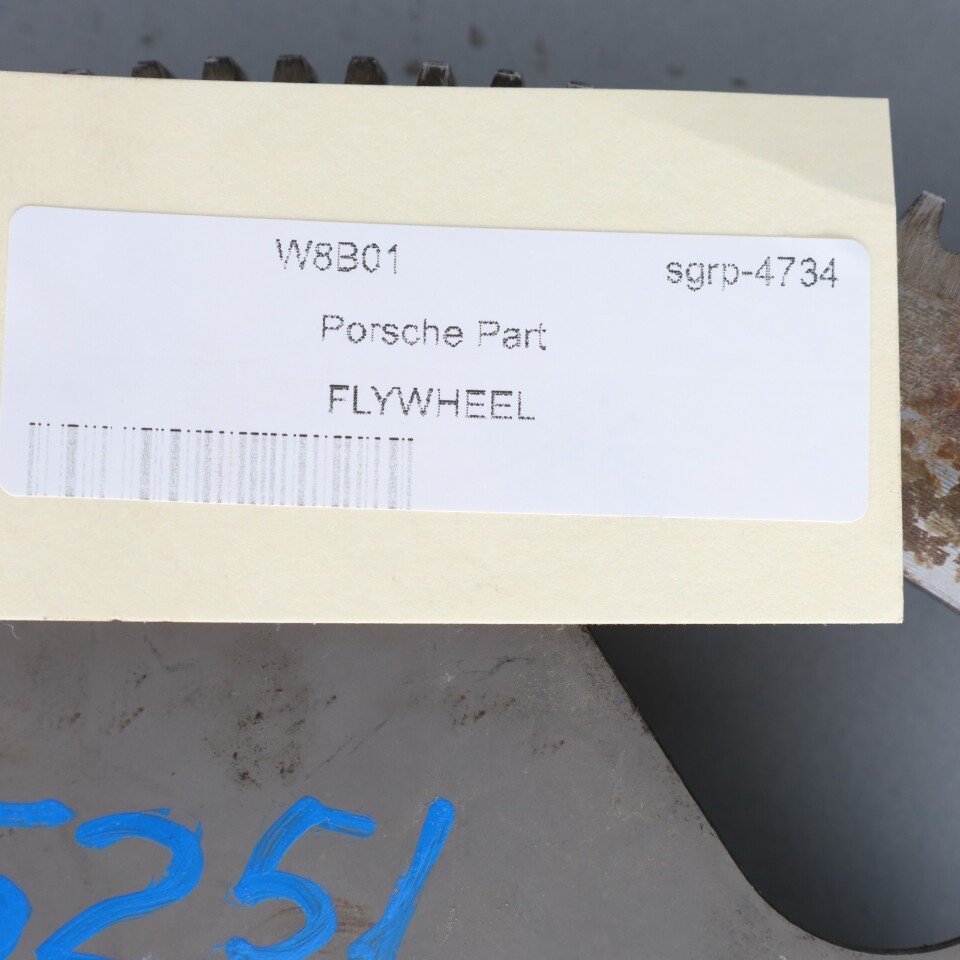 W8B01 sgrp-4734
Porsche Part
FLYWHEEL
5251